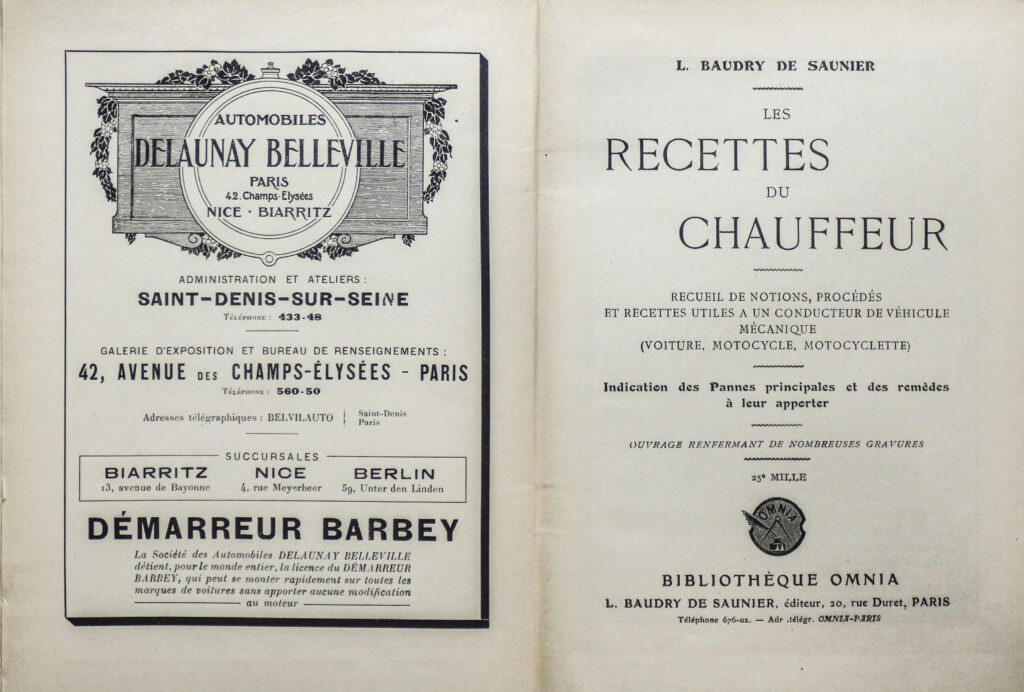 AUTOMOBILES
DELAUNAY BELLEVILLE
PARIS
42. Champs-Elysées
NICE · BIARRITZ
ADMINISTRATION ET ATELIERS :
SAINT-DENIS-SUR-SEINE
Téléphone : 433-48
GALERIE D'EXPOSITION ET BUREAU DE RENSEIGNEMENTS :
42, AVENUE DES CHAMPS-ÉLYSÉES - PARIS
Téléphone : 560-50
Adresses télégraphiques : BELVILAUTO { Saint-Denis
Paris
SUCCURSALES
BIARRITZ NICE BERLIN
13, avenue de Bayonne 4, rue Meyerbeer 59, Unter den Linden
DÉMARREUR BARBEY
La Société des Automobiles DELAUNAY BELLEVILLE
détient, pour le monde entier, la licence du DÉMARREUR
BARBEY, qui peut se monter rapidement sur toutes les
marques de voitures sans apporter aucune modification
au moteur
L. BAUDRY DE SAUNIER
LES
RECETTES
DU
CHAUFFEUR
RECUEIL DE NOTIONS, PROCÉDÉS
ET RECETTES UTILES A UN CONDUCTEUR DE VÉHICULE
MÉCANIQUE
(VOITURE, MOTOCYCLE, MOTOCYCLETTE)
Indication des Pannes principales et des remèdes
à leur apporter
OUVRAGE RENFERMANT DE NOMBREUSES GRAVURES
25e MILLE
OMNIA
BIBLIOTHÈQUE OMNIA
L. BAUDRY DE SAUNIER, éditeur, 20, rue Duret, PARIS
Téléphone 676-02. — Adr .télégr. OMNIA-PARIS